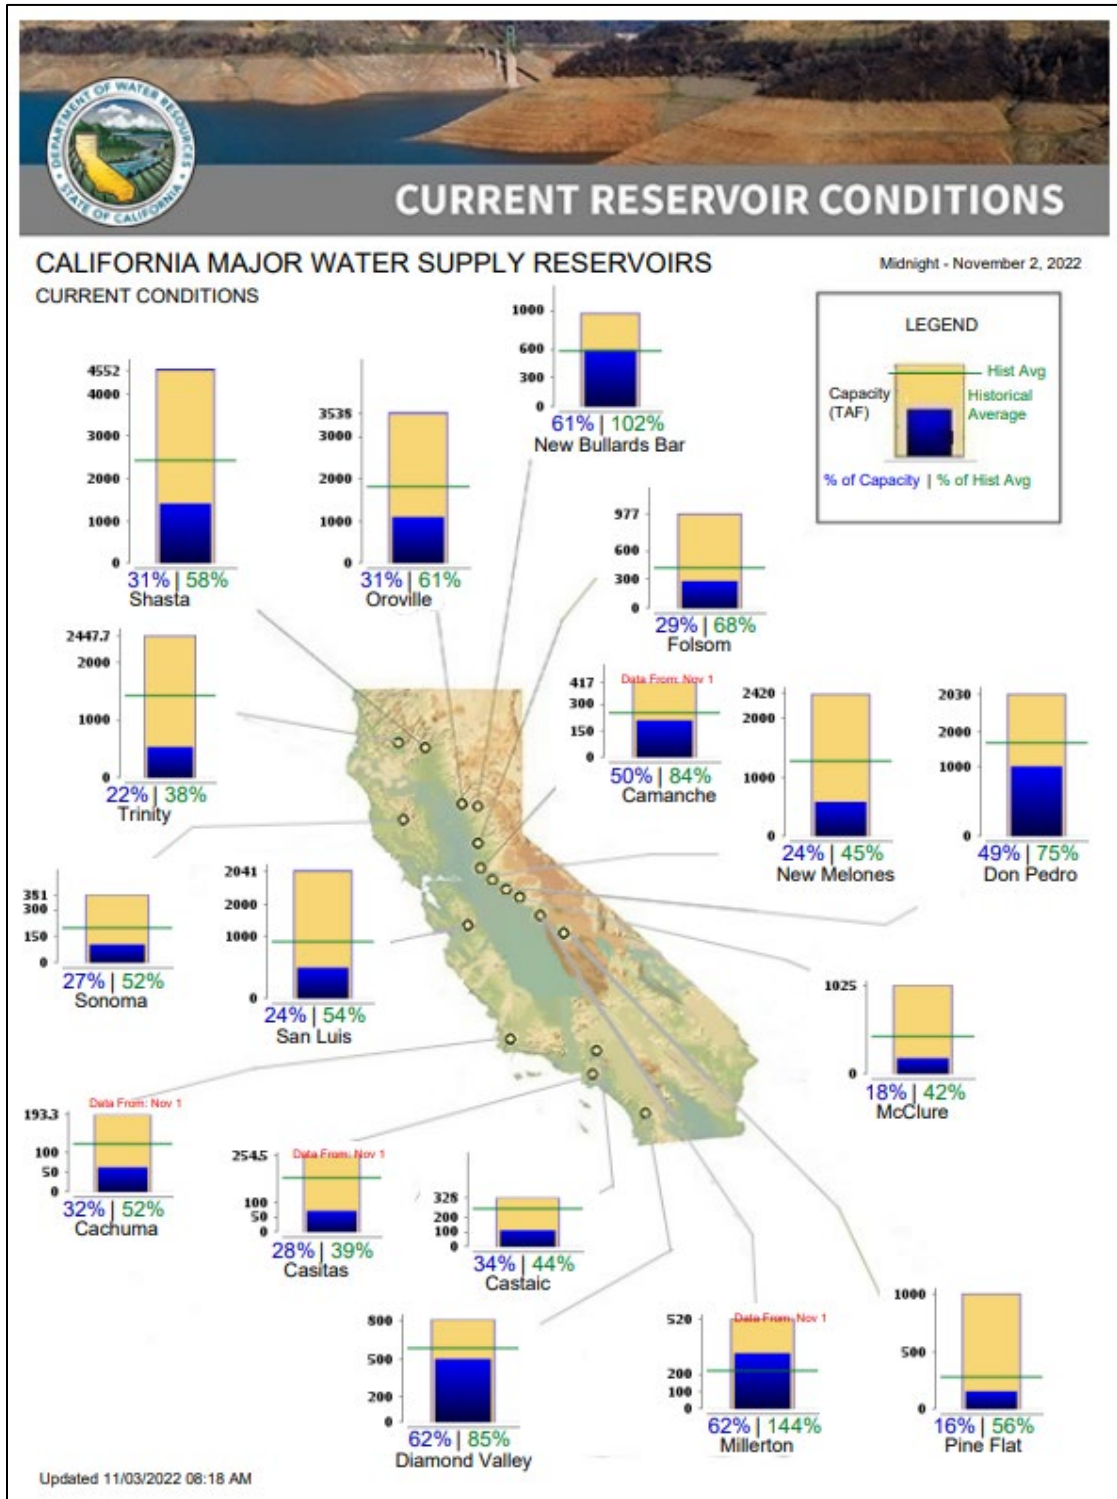 DEPARTMENT OF WATER RESOURCES
STATE OF CALIFORNIA
CURRENT RESERVOIR CONDITIONS
CALIFORNIA MAJOR WATER SUPPLY RESERVOIRS
Midnight - November 2, 2022
CURRENT CONDITIONS
LEGEND
Hist Avg
Capacity
(TAF)
Historical
Average
% of Capacity | % of Hist Avg
1000
600
300
0
61% | 102%
New Bullards Bar
4552
4000
3000
2000
1000
0
31% | 58%
Shasta
3538
3000
2000
1000
0
31% | 61%
Oroville
977
600
300
0
29% | 68%
Folsom
2447.7
2000
1000
0
22% | 38%
Trinity
Data From: Nov 1
417
300
150
0
50% | 84%
Camanche
2420
2000
1000
0
24% | 45%
New Melones
2030
2000
1000
0
49% | 75%
Don Pedro
381
300
150
0
27% | 52%
Sonoma
2041
2000
1000
0
24% | 54%
San Luis
1025
0
18% | 42%
McClure
Data From: Nov 1
193.3
100
50
0
32% | 52%
Cachuma
Data From: Nov 1
254.5
100
50
0
28% | 39%
Casitas
328
200
100
0
34% | 44%
Castaic
800
500
200
0
62% | 85%
Diamond Valley
Data From: Nov 1
520
200
100
0
62% | 144%
Millerton
1000
500
0
16% | 56%
Pine Flat
Updated 11/03/2022 08:18 AM